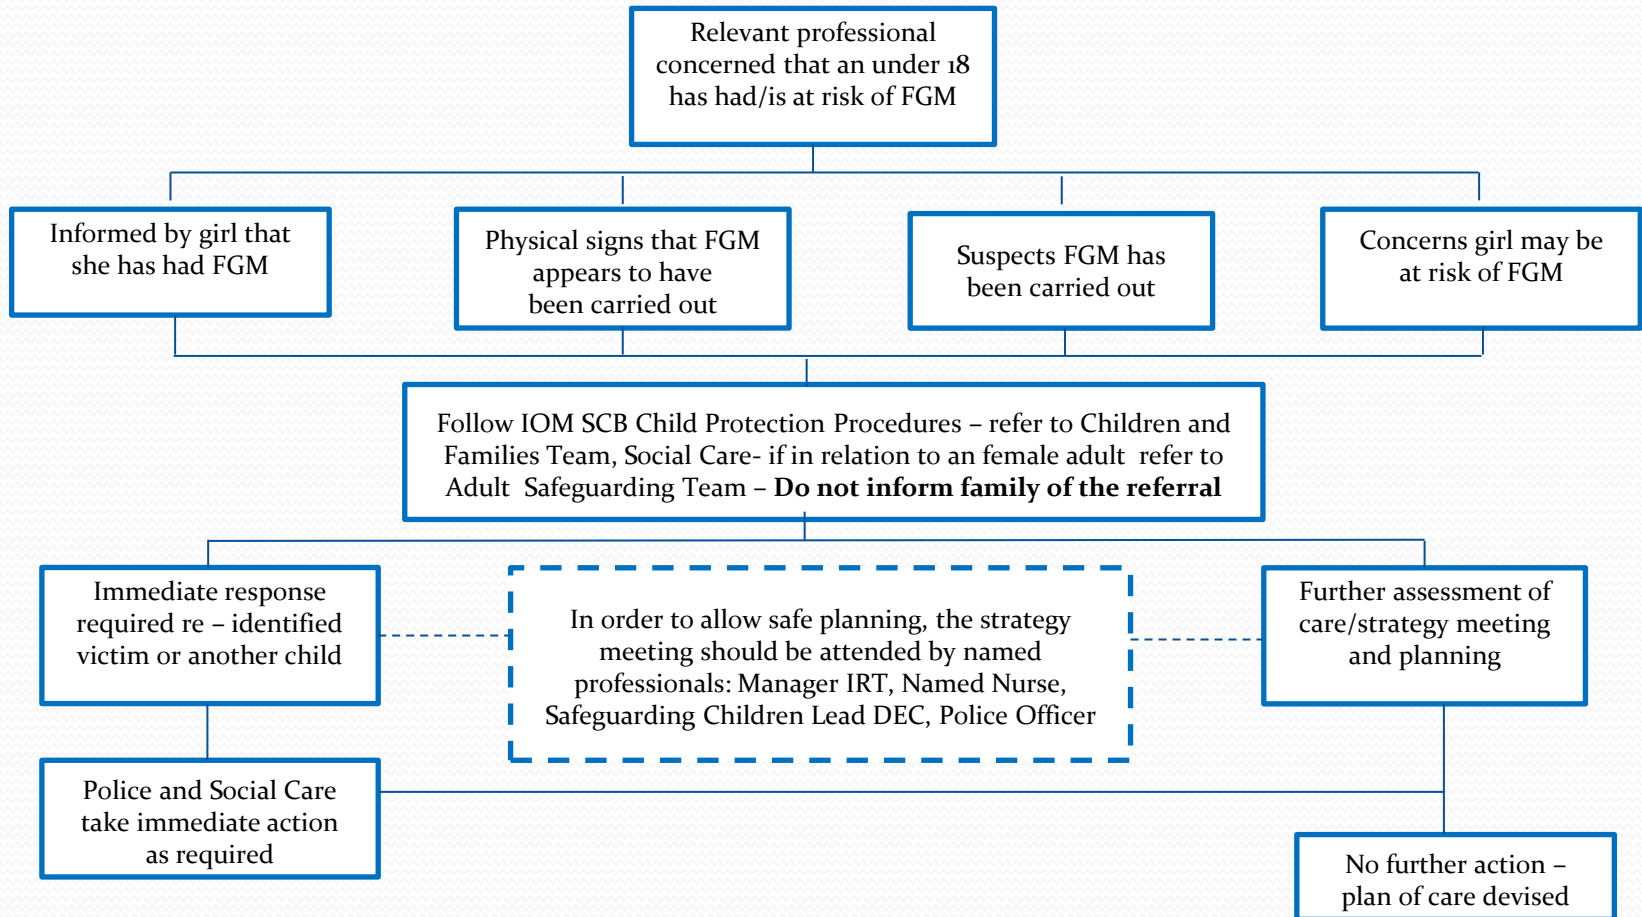 Relevant professional
concerned that an under 18
has had/is at risk of FGM
Informed by girl that
she has had FGM
Physical signs that FGM
appears to have
been carried out
Suspects FGM has
been carried out
Concerns girl may be
at risk of FGM
Follow IOM SCB Child Protection Procedures – refer to Children and
Families Team, Social Care- if in relation to an female adult refer to
Adult Safeguarding Team – Do not inform family of the referral
Immediate response
required re – identified
victim or another child
In order to allow safe planning, the strategy
meeting should be attended by named
professionals: Manager IRT, Named Nurse,
Safeguarding Children Lead DEC, Police Officer
Further assessment of
care/strategy meeting
and planning
Police and Social Care
take immediate action
as required
No further action –
plan of care devised